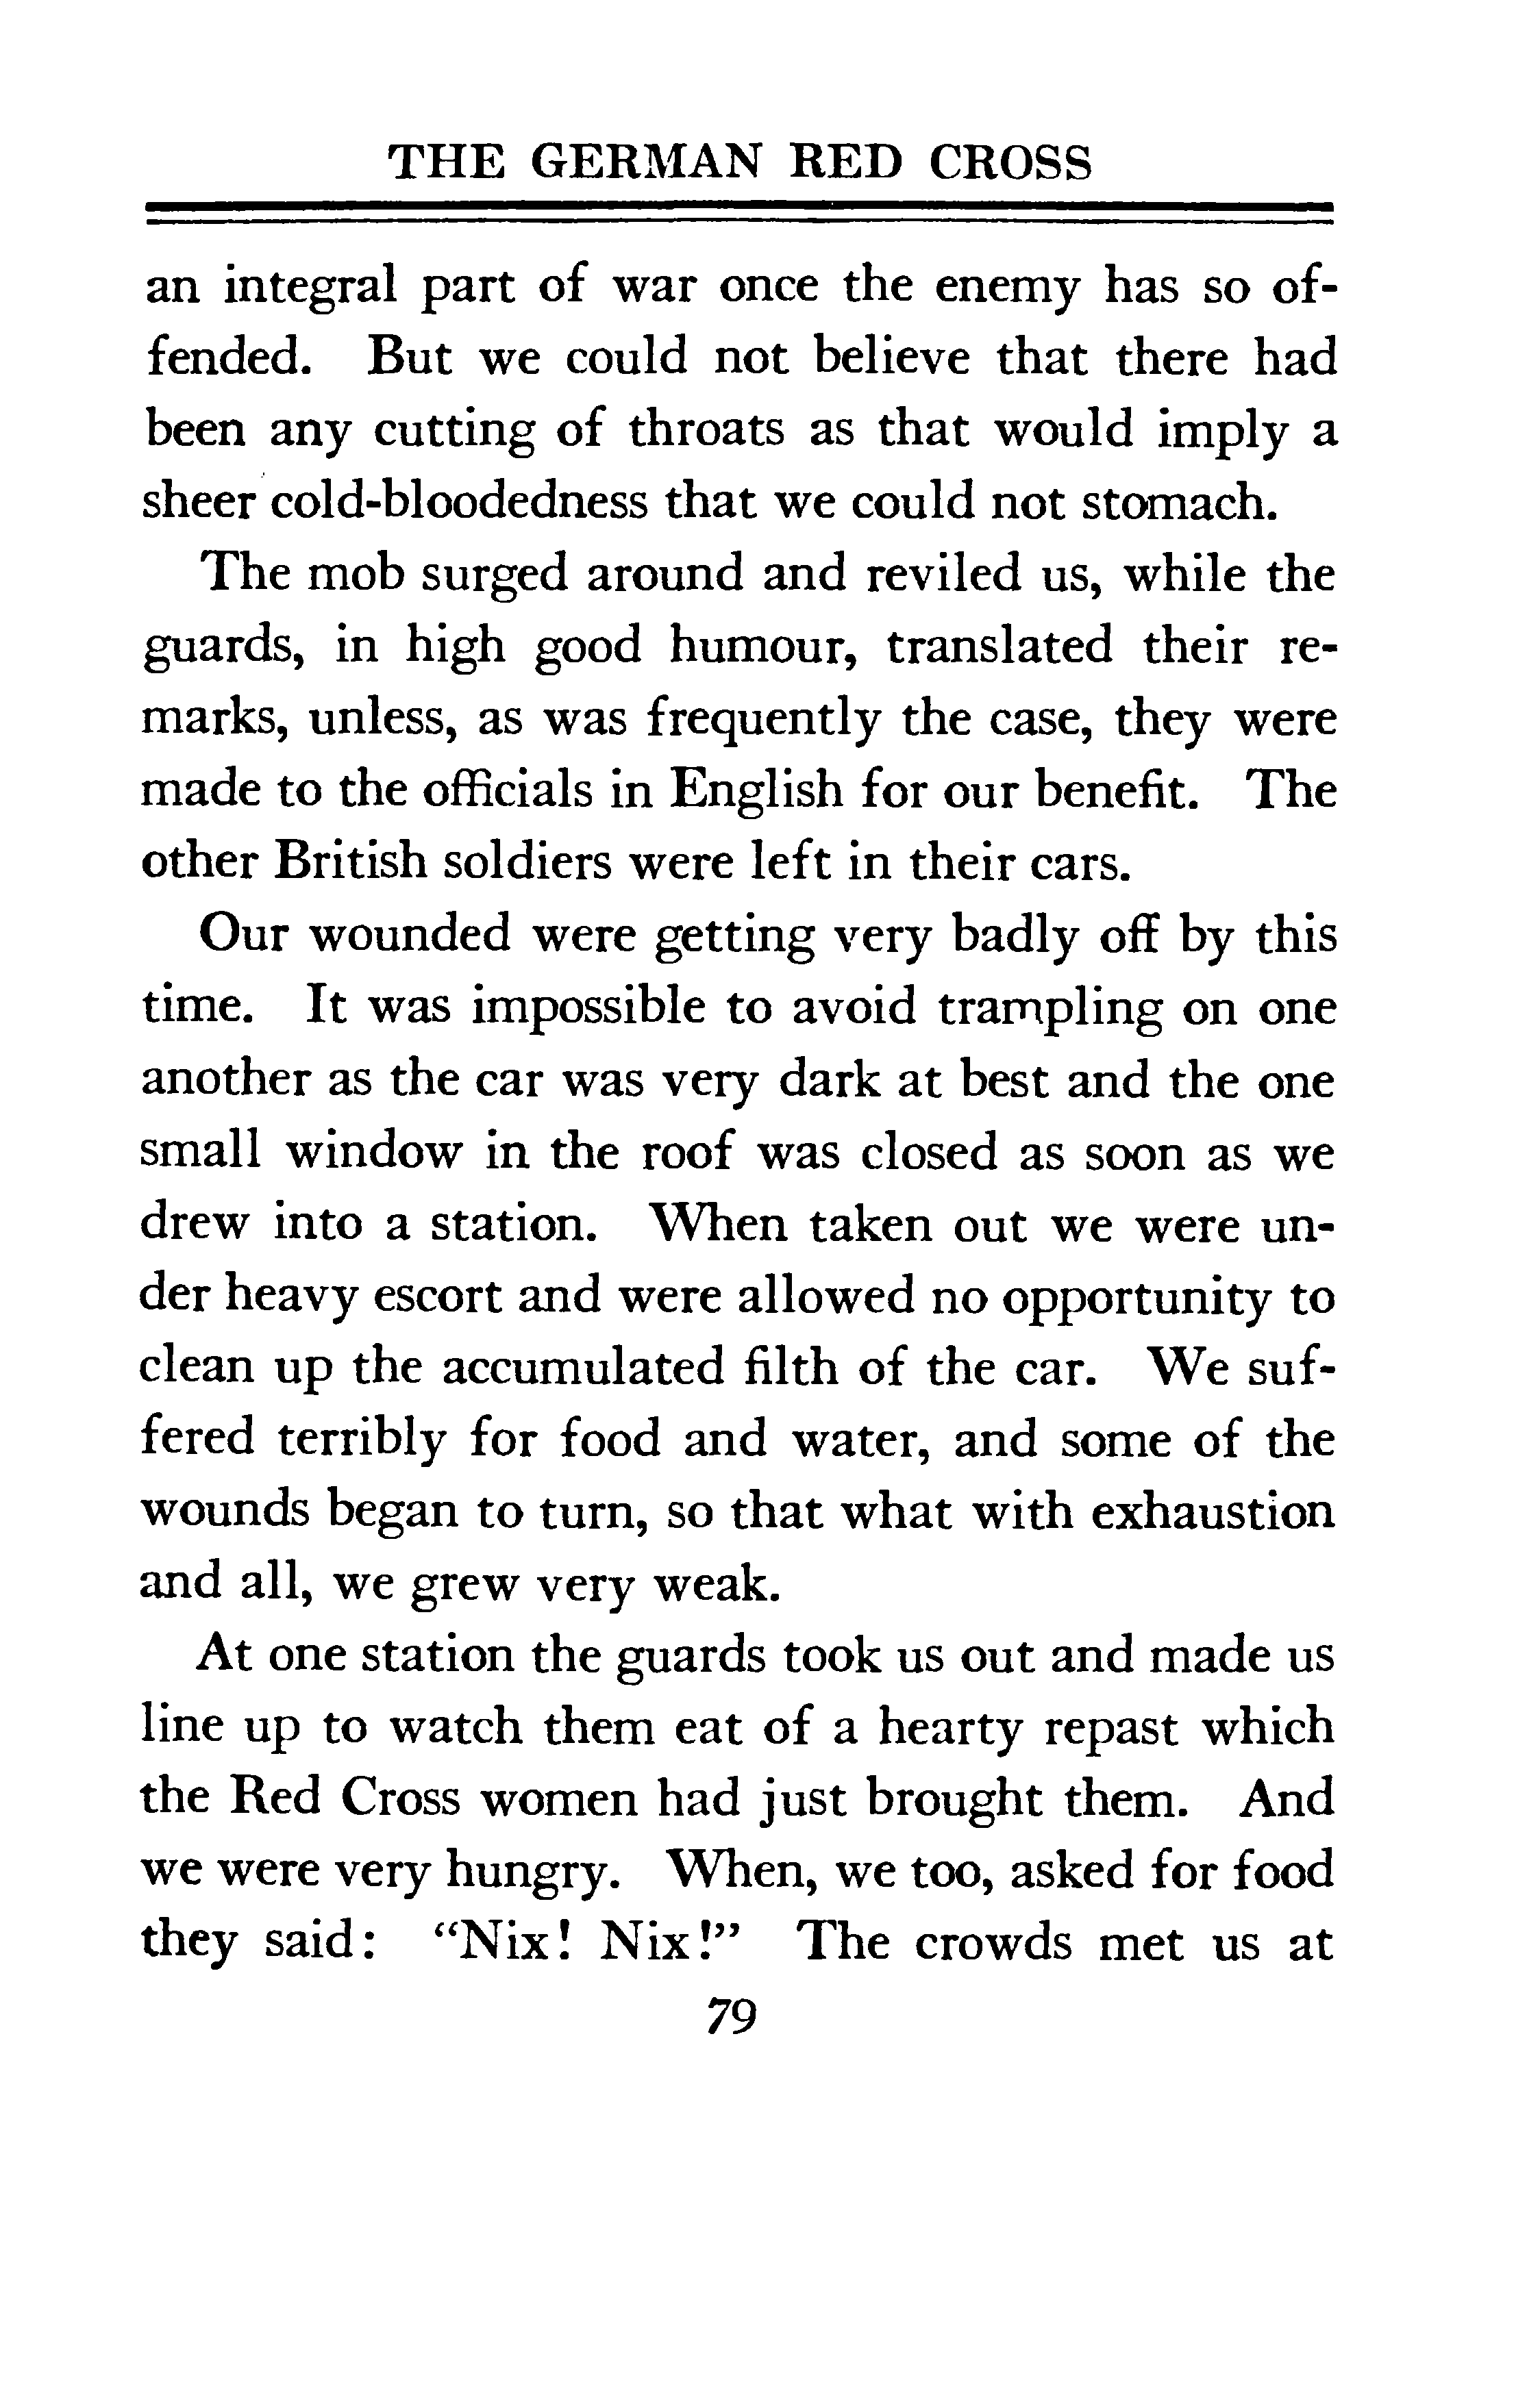 THE GERMAN RED CROSS
an integral part of war once the enemy has so of-
fended. But we could not believe that there had
been any cutting of throats as that would imply a
sheer cold-bloodedness that we could not stomach.
The mob surged around and reviled us, while the
guards, in high good humour, translated their re-
marks, unless, as was frequently the case, they were
made to the officials in English for our benefit. The
other British soldiers were left in their cars.
Our wounded were getting very badly off by this
time. It was impossible to avoid trampling on one
another as the car was very dark at best and the one
small window in the roof was closed as soon as we
drew into a station. When taken out we were un-
der heavy escort and were allowed no opportunity to
clean up the accumulated filth of the car. We suf-
fered terribly for food and water, and some of the
wounds began to turn, so that what with exhaustion
and all, we grew very weak.
At one station the guards took us out and made us
line up to watch them eat of a hearty repast which
the Red Cross women had just brought them. And
we were very hungry. When, we too, asked for food
they said: “Nix! Nix!” The crowds met us at
79